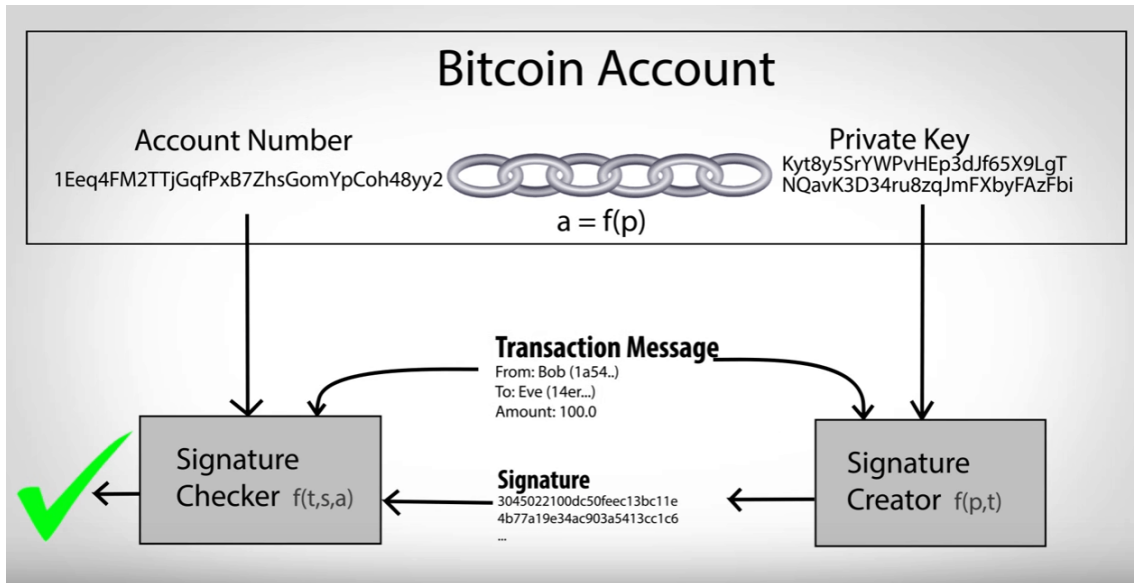 Bitcoin Account
Account Number
1Eeq4FM2TTjGqfPxB7ZhsGomYpCoh48yy2
Private Key
Kyt8y5SrYWPvHEp3dJf65X9LgT
NQavK3D34ru8zqJmFXbyFAzFbi
a = f(p)
Transaction Message
From: Bob (1a54..)
To: Eve (14er...)
Amount: 100.0
Signature
Checker f(t,s,a)
Signature
3045022100dc50feec13bc11e
4b77a19e34ac903a5413cc1c6
...
Signature
Creator f(p,t)